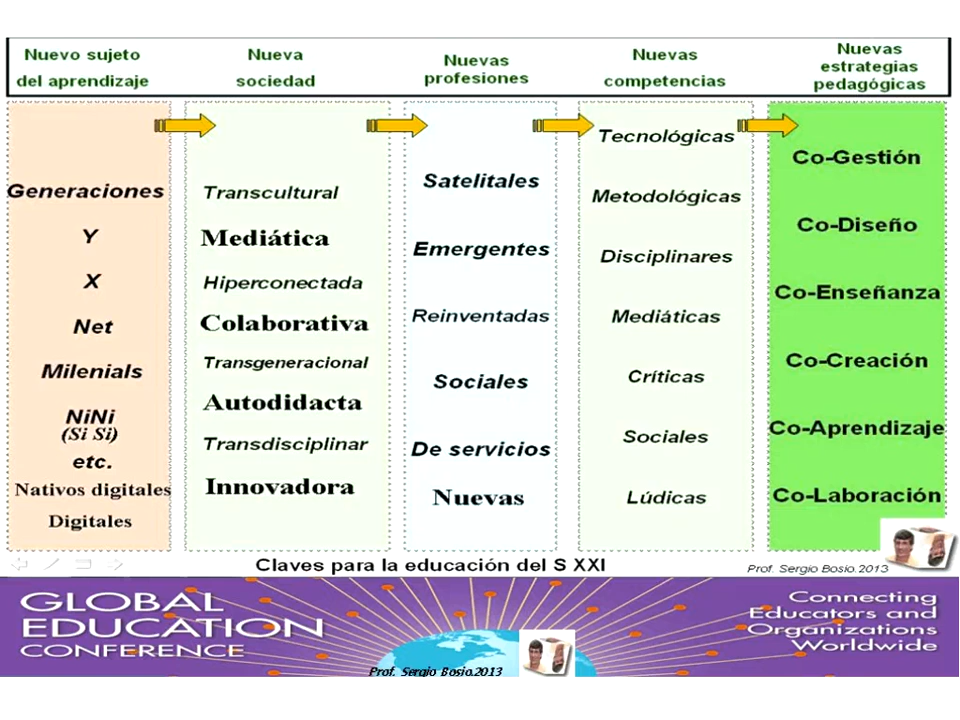 Nuevo sujeto
del aprendizaje
Nueva
sociedad
Nuevas
profesiones
Nuevas
competencias
Nuevas
estrategias
pedagógicas
Generaciones
Y
X
Net
Milenials
NiNi
(Si Si)
etc.
Nativos digitales
Digitales
Transcultural
Mediática
Hiperconectada
Colaborativa
Transgeneracional
Autodidacta
Transdisciplinar
Innovadora
Satelitales
Emergentes
Reinventadas
Sociales
De servicios
Nuevas
Tecnológicas
Metodológicas
Disciplinares
Mediáticas
Críticas
Sociales
Lúdicas
Co-Gestión
Co-Diseño
Co-Enseñanza
Co-Creación
Co-Aprendizaje
Co-Laboración
Claves para la educación del S XXI
Prof. Sergio Bosio.2013
GLOBAL
EDUCATION
CONFERENCE
Connecting
Educators and
Organizations
Worldwide
Prof. Sergio Bosio.2013